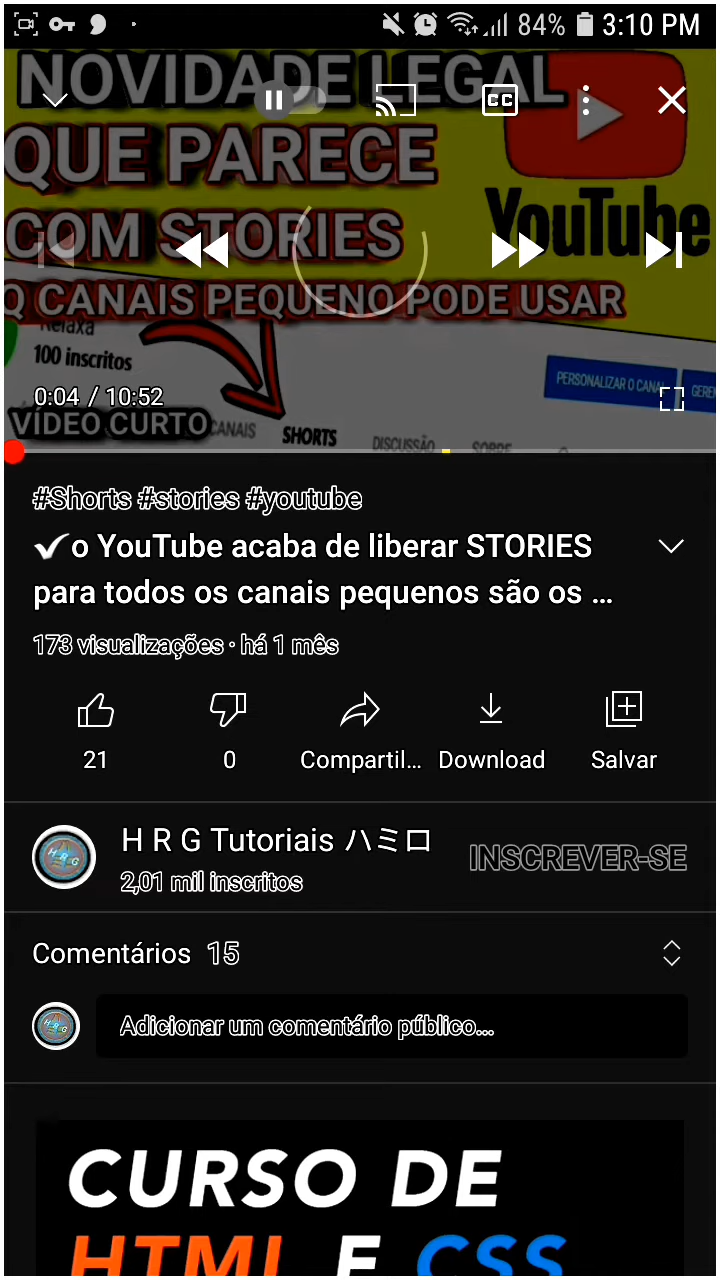 84% 3:10 PM
NOVIDADE LEGAL
CC
QUE PARECE
COM STORIES
YouTube
Q CANAIS PEQUENO PODE USAR
Relaxa
100 inscritos
PERSONALIZAR O CANAL
0:04 / 10:52
VÍDEO CURTO
CANAIS
SHORTS
DISCUSSÃO
SOBRE
#Shorts #stories #youtube
✓o YouTube acaba de liberar STORIES
para todos os canais pequenos são os ...
173 visualizações · há 1 mês
21
0
Compartil...
Download
Salvar
H R G Tutoriais ハミロ
INSCREVER-SE
2,01 mil inscritos
Comentários 15
H R G
Adicionar um comentário público...
CURSO DE
HTML E CSS